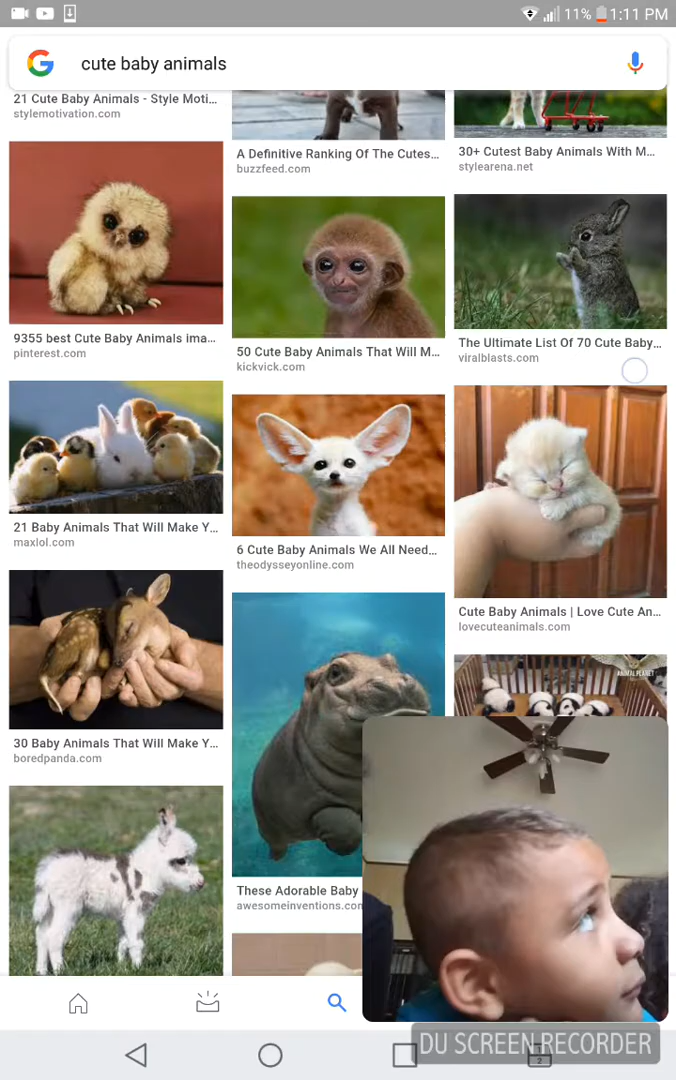 11% 1:11 PM
cute baby animals
21 Cute Baby Animals - Style Moti...
stylemotivation.com
A Definitive Ranking Of The Cutes...
buzzfeed.com
30+ Cutest Baby Animals With M...
stylearena.net
9355 best Cute Baby Animals ima...
pinterest.com
50 Cute Baby Animals That Will M...
kickvick.com
The Ultimate List Of 70 Cute Baby...
viralblasts.com
21 Baby Animals That Will Make Y...
maxlol.com
6 Cute Baby Animals We All Need...
theodysseyonline.com
Cute Baby Animals | Love Cute An...
lovecuteanimals.com
ANIMAL PLANET
30 Baby Animals That Will Make Y...
boredpanda.com
These Adorable Baby
awesomeinventions.com
DU SCREEN RECORDER
2